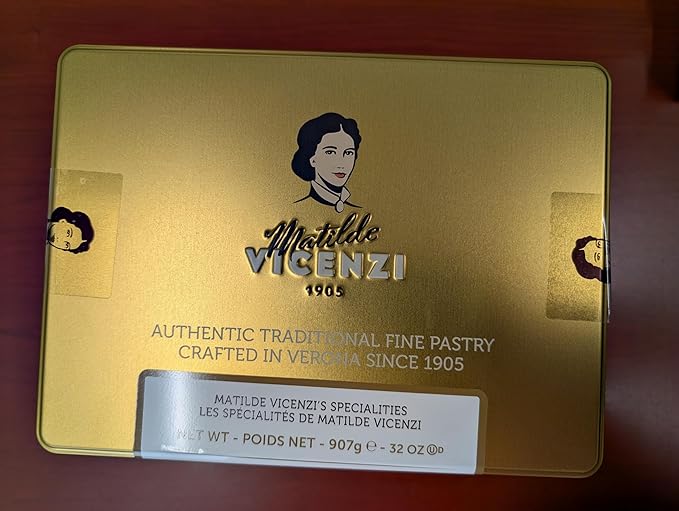 Matilde
VICENZI
1905
AUTHENTIC TRADITIONAL FINE PASTRY
CRAFTED IN VERONA SINCE 1905
MATILDE VICENZI'S SPECIALITIES
LES SPÉCIALITÉS DE MATILDE VICENZI
NET WT - POIDS NET - 907g ℮ - 32 OZ ⓊD